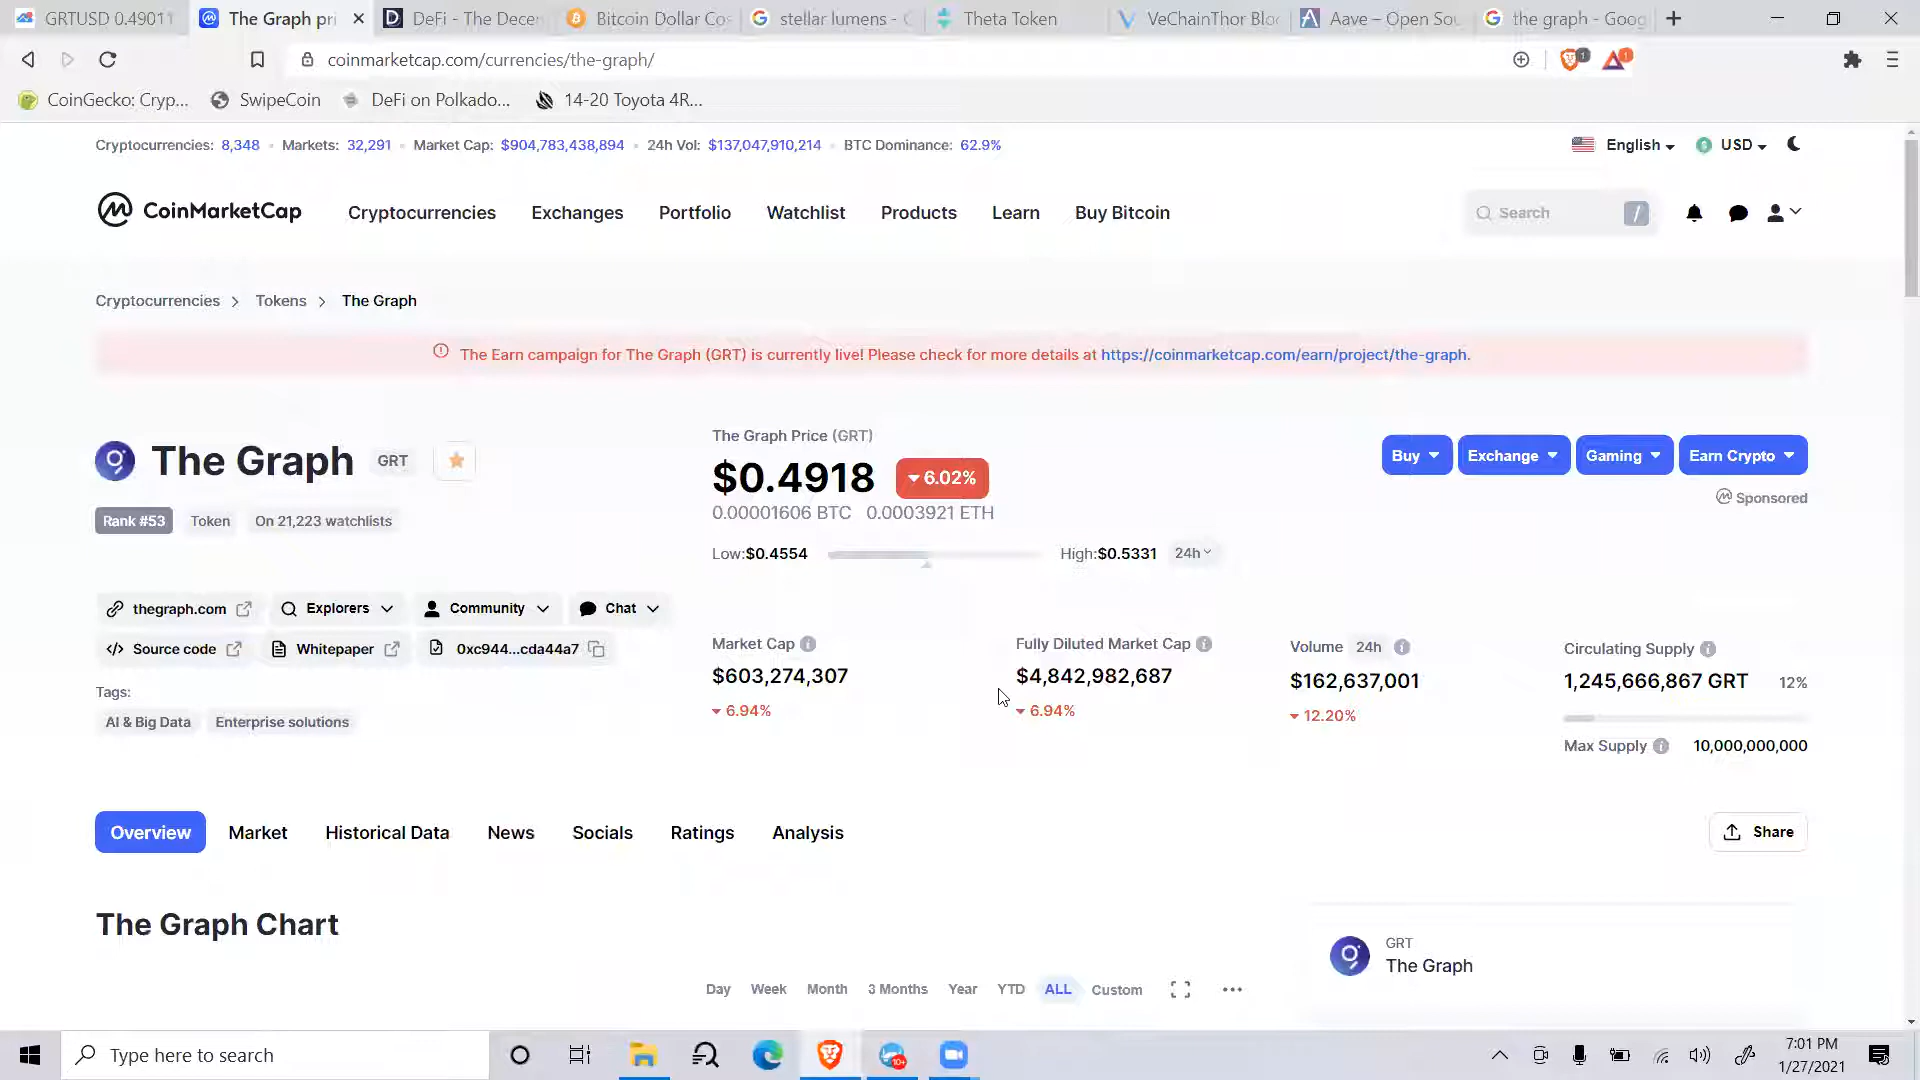 GRTUSD 0.49011
The Graph pri
DeFi - The Decen
Bitcoin Dollar Cos
stellar lumens -
Theta Token
VeChainThor Blo
Aave – Open Sou
the graph - Goog
coinmarketcap.com/currencies/the-graph/
1
1
CoinGecko: Cryp...
SwipeCoin
DeFi on Polkado...
14-20 Toyota 4R...
Cryptocurrencies: 8,348 Markets: 32,291 Market Cap: $904,783,438,894 24h Vol: $137,047,910,214 BTC Dominance: 62.9%
English
USD
CoinMarketCap
Cryptocurrencies
Exchanges
Portfolio
Watchlist
Products
Learn
Buy Bitcoin
Search
/
Cryptocurrencies > Tokens > The Graph
The Earn campaign for The Graph (GRT) is currently live! Please check for more details at https://coinmarketcap.com/earn/project/the-graph.
The Graph GRT
Rank #53
Token
On 21,223 watchlists
The Graph Price (GRT)
$0.4918
6.02%
0.00001606 BTC 0.0003921 ETH
Low:$0.4554
High:$0.5331
24h
Buy
Exchange
Gaming
Earn Crypto
Sponsored
thegraph.com
Explorers
Community
Chat
Source code
Whitepaper
0xc944...cda44a7
Tags:
AI & Big Data
Enterprise solutions
Market Cap
$603,274,307
6.94%
Fully Diluted Market Cap
$4,842,982,687
6.94%
Volume 24h
$162,637,001
12.20%
Circulating Supply
1,245,666,867 GRT 12%
Max Supply 10,000,000,000
Overview
Market
Historical Data
News
Socials
Ratings
Analysis
Share
The Graph Chart
Day
Week
Month
3 Months
Year
YTD
ALL
Custom
GRT
The Graph
Type here to search
10+
7:01 PM
1/27/2021